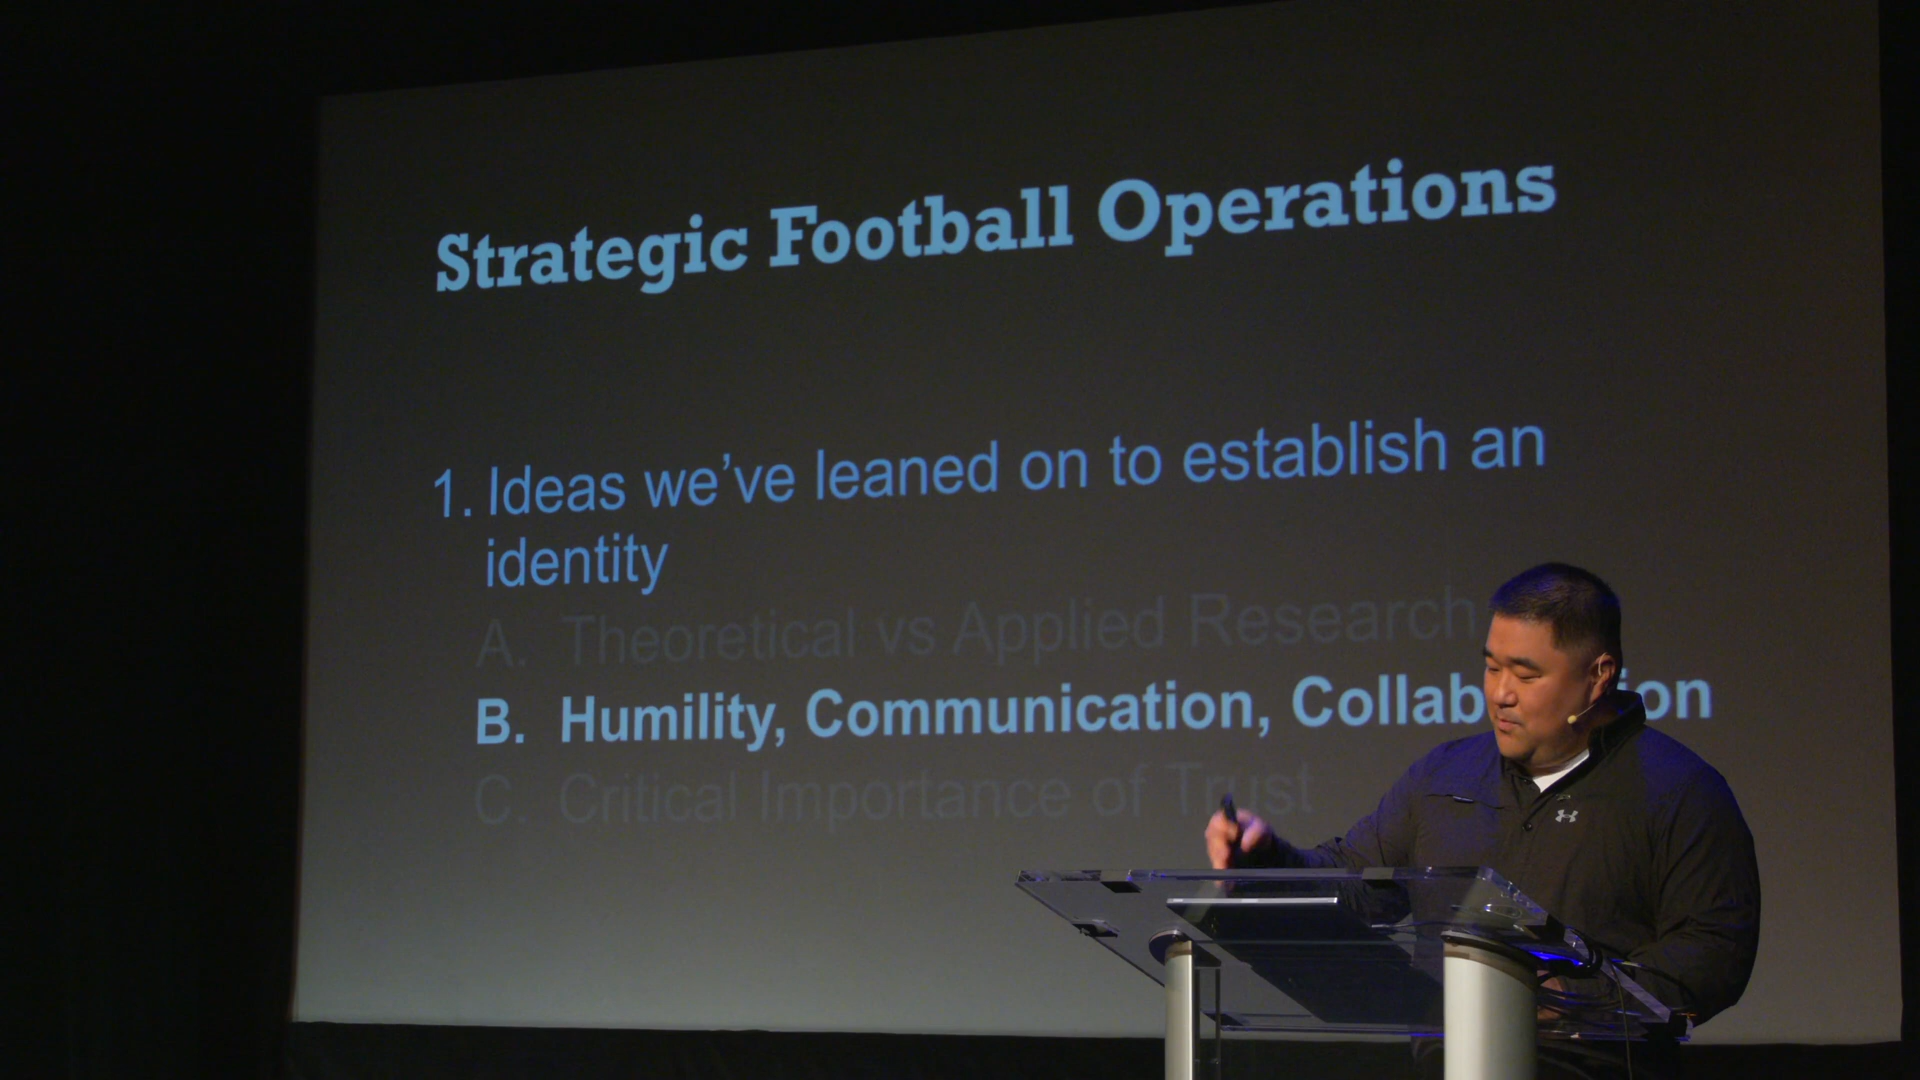 Strategic Football Operations
1. Ideas we've leaned on to establish an
identity
A. Theoretical vs Applied Research
B. Humility, Communication, Collab ion
C. Critical Importance of Trust